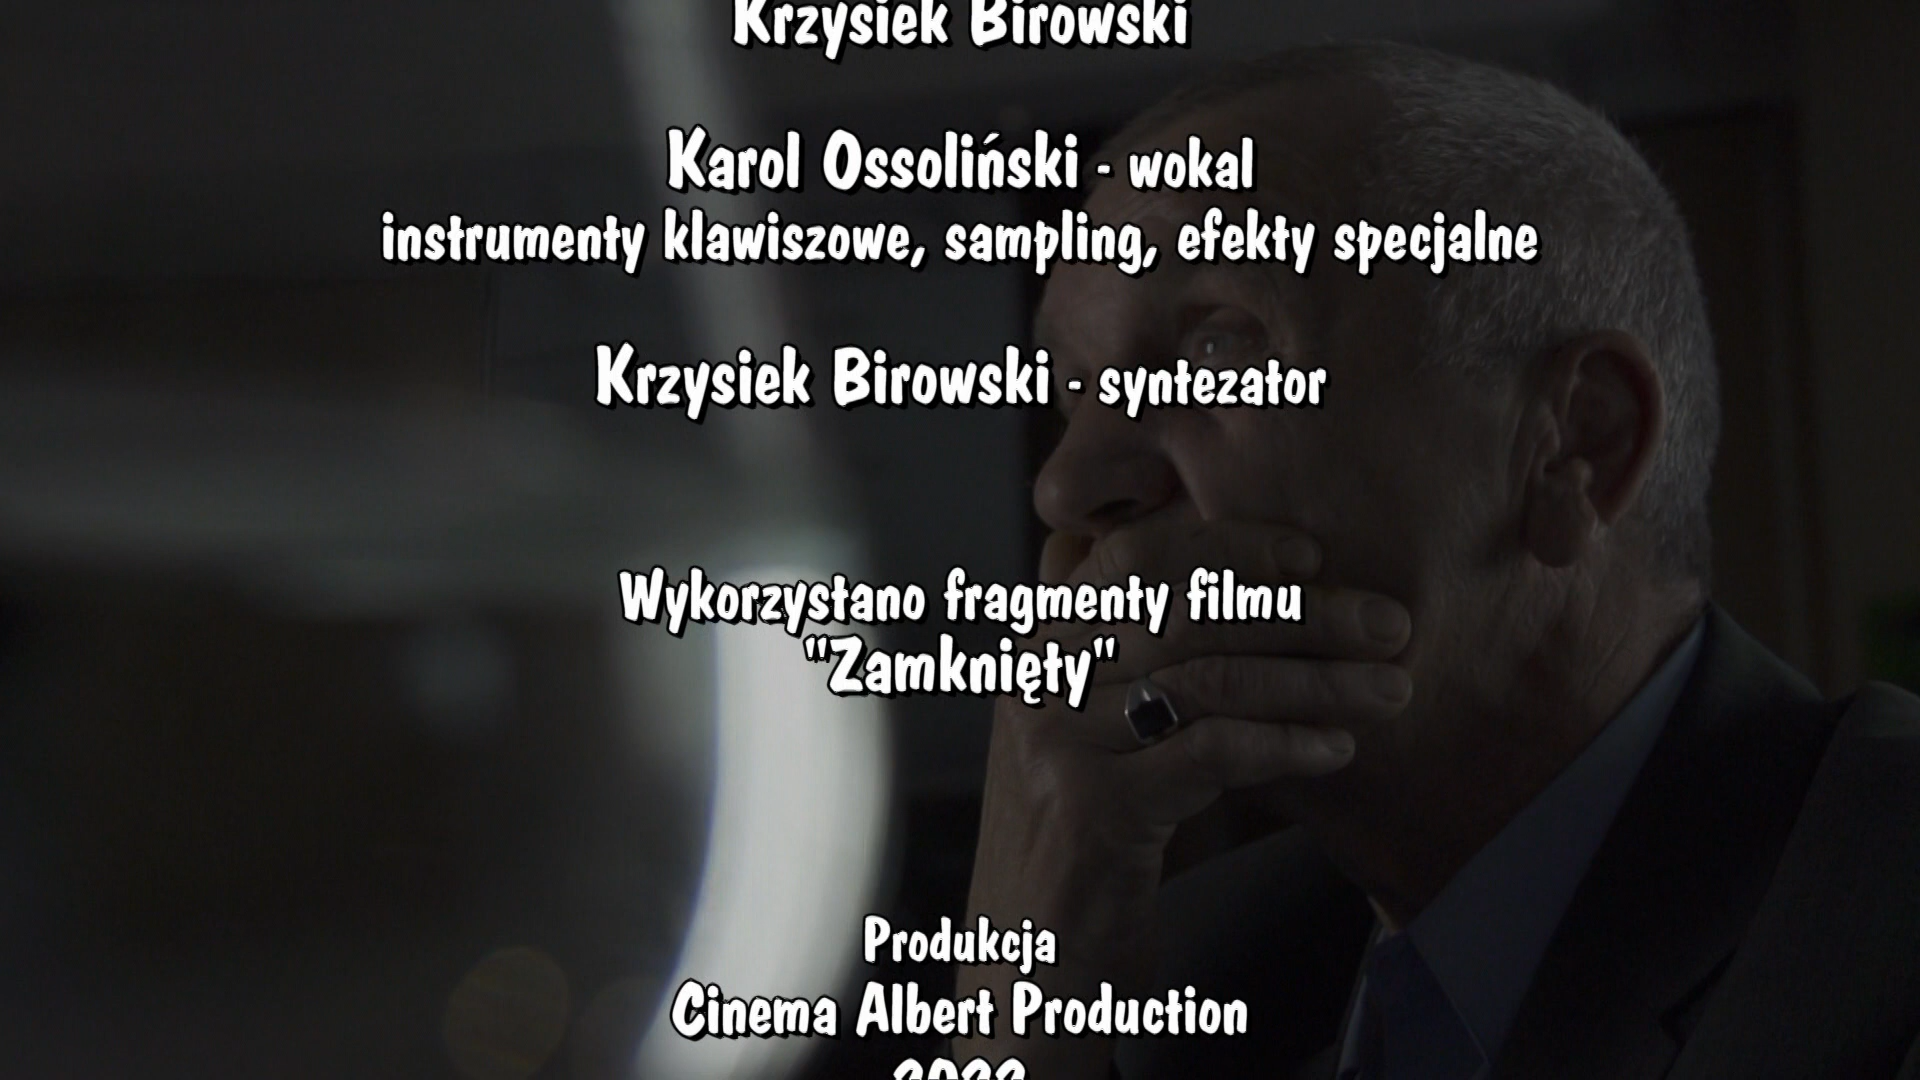 Krzysiek Birowski
Karol Ossoliński - wokal
instrumenty klawiszowe, sampling, efekty specjalne
Krzysiek Birowski - syntezator
Wykorzystano fragmenty filmu
"Zamknięty"
Produkcja
Cinema Albert Production